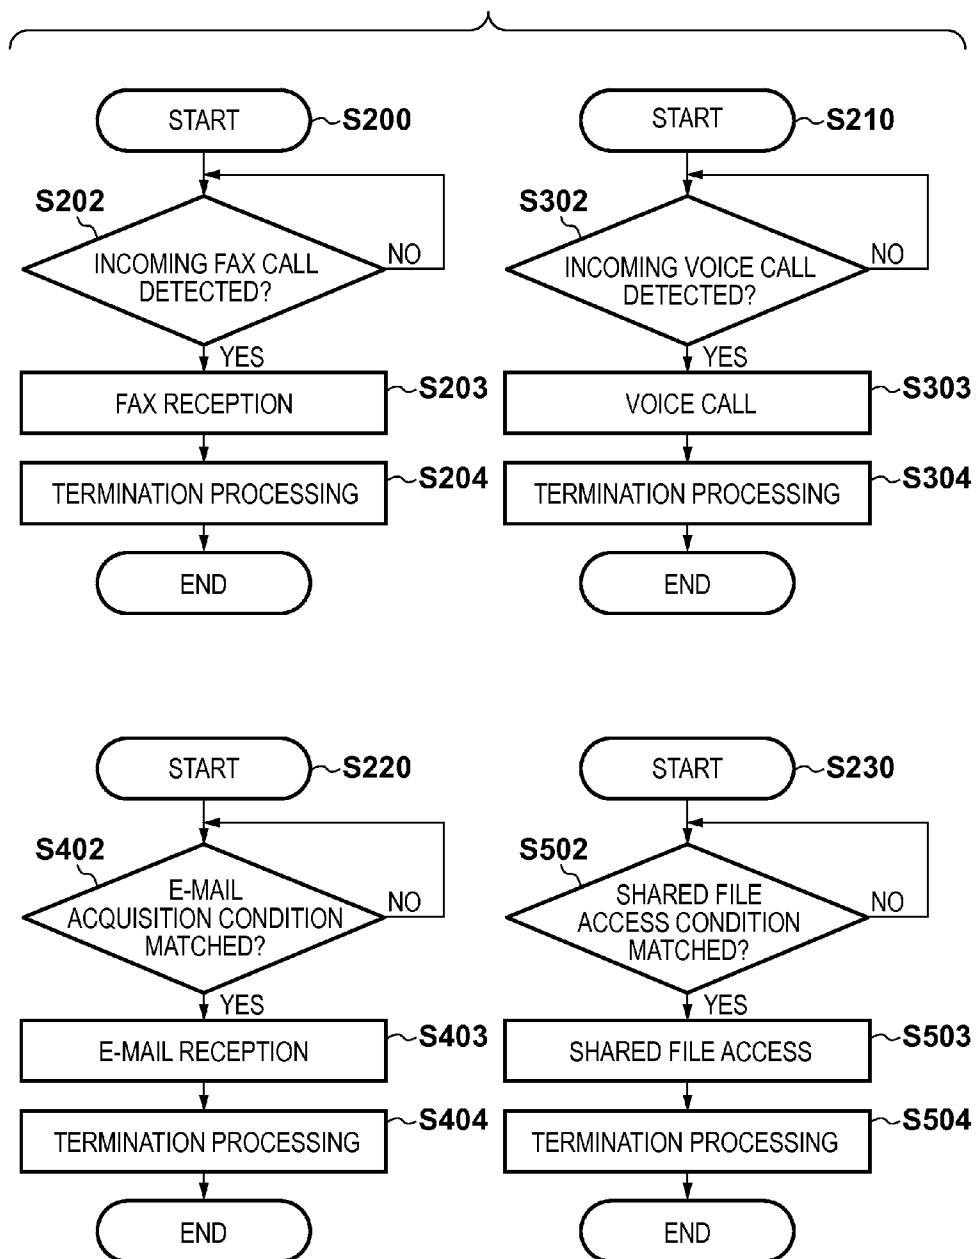 START
S200
S202
INCOMING FAX CALL
DETECTED?
NO
YES
FAX RECEPTION
S203
TERMINATION PROCESSING
S204
END
START
S210
S302
INCOMING VOICE CALL
DETECTED?
NO
YES
VOICE CALL
S303
TERMINATION PROCESSING
S304
END
START
S220
S402
E-MAIL
ACQUISITION CONDITION
MATCHED?
NO
YES
E-MAIL RECEPTION
S403
TERMINATION PROCESSING
S404
END
START
S230
S502
SHARED FILE
ACCESS CONDITION
MATCHED?
NO
YES
SHARED FILE ACCESS
S503
TERMINATION PROCESSING
S504
END